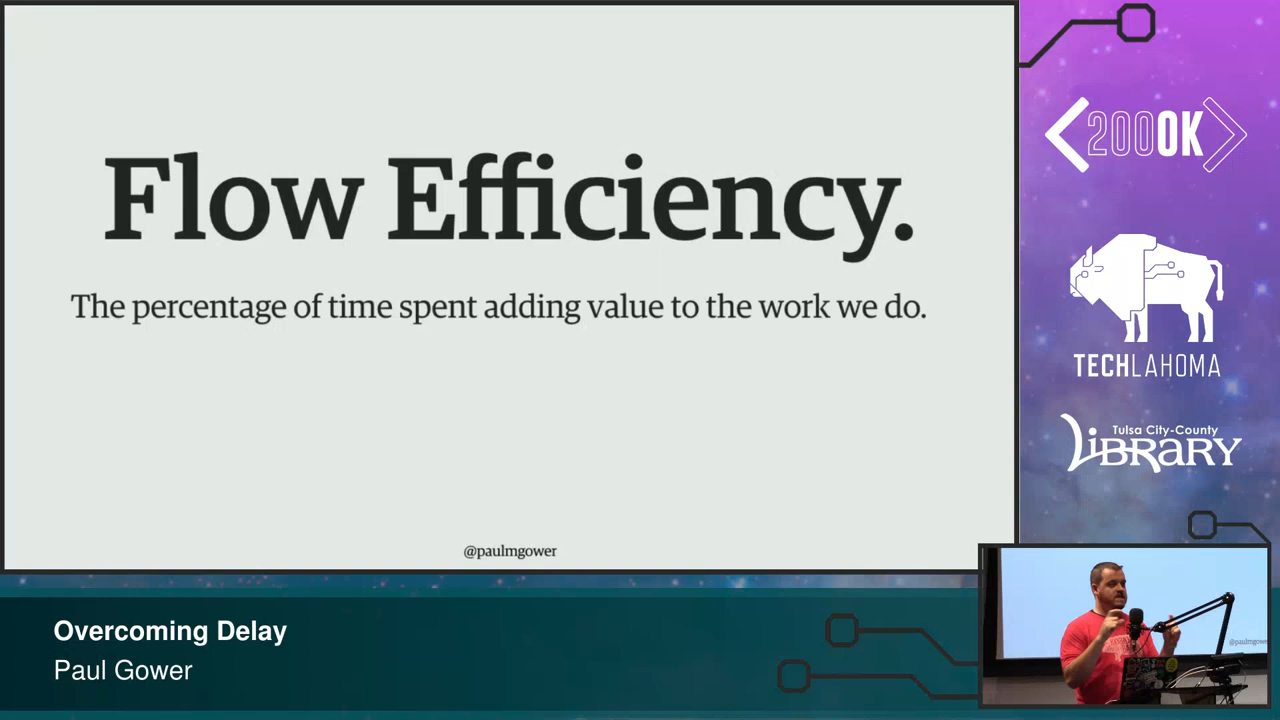 Flow Efficiency.
The percentage of time spent adding value to the work we do.
@paulmgower
Overcoming Delay
Paul Gower
<200OK>
TECHLAHOMA
Tulsa City-County
LIBRARY
@paulmgower